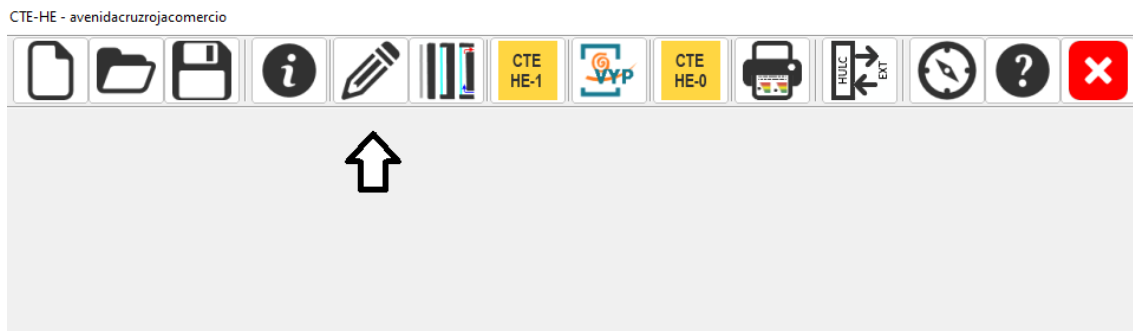 CTE-HE - avenidacruzrojacomercio
CTE
HE-1
VYP
CTE
HE-0
HULC
EXT